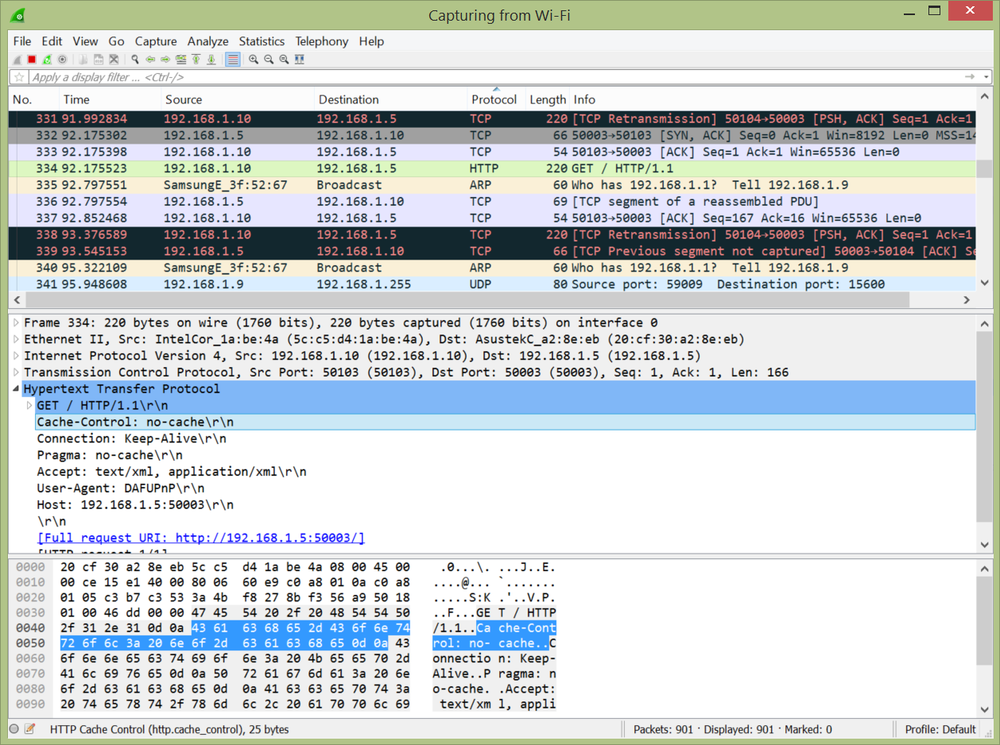 Capturing from Wi-Fi
File Edit View Go Capture Analyze Statistics Telephony Help
Apply a display filter ... <Ctrl-/>
No. Time Source Destination Protocol Length Info
331 91.992834 192.168.1.10 192.168.1.5 TCP 220 [TCP Retransmission] 50104→50003 [PSH, ACK] Seq=1 Ack=1
332 92.175302 192.168.1.5 192.168.1.10 TCP 66 50003→50103 [SYN, ACK] Seq=0 Ack=1 Win=8192 Len=0 MSS=14
333 92.175398 192.168.1.10 192.168.1.5 TCP 54 50103→50003 [ACK] Seq=1 Ack=1 Win=65536 Len=0
334 92.175523 192.168.1.10 192.168.1.5 HTTP 220 GET / HTTP/1.1
335 92.797551 SamsungE_3f:52:67 Broadcast ARP 60 Who has 192.168.1.1? Tell 192.168.1.9
336 92.797554 192.168.1.5 192.168.1.10 TCP 69 [TCP segment of a reassembled PDU]
337 92.852468 192.168.1.10 192.168.1.5 TCP 54 50103→50003 [ACK] Seq=167 Ack=16 Win=65536 Len=0
338 93.376589 192.168.1.10 192.168.1.5 TCP 220 [TCP Retransmission] 50104→50003 [PSH, ACK] Seq=1 Ack=1
339 93.545153 192.168.1.5 192.168.1.10 TCP 66 [TCP Previous segment not captured] 50003→50104 [ACK] Se
340 95.322109 SamsungE_3f:52:67 Broadcast ARP 60 Who has 192.168.1.1? Tell 192.168.1.9
341 95.948608 192.168.1.9 192.168.1.255 UDP 80 Source port: 59009 Destination port: 15600
Frame 334: 220 bytes on wire (1760 bits), 220 bytes captured (1760 bits) on interface 0
Ethernet II, Src: IntelCor_1a:be:4a (5c:c5:d4:1a:be:4a), Dst: AsustekC_a2:8e:eb (20:cf:30:a2:8e:eb)
Internet Protocol Version 4, Src: 192.168.1.10 (192.168.1.10), Dst: 192.168.1.5 (192.168.1.5)
Transmission Control Protocol, Src Port: 50103 (50103), Dst Port: 50003 (50003), Seq: 1, Ack: 1, Len: 166
Hypertext Transfer Protocol
GET / HTTP/1.1\r\n
Cache-Control: no-cache\r\n
Connection: Keep-Alive\r\n
Pragma: no-cache\r\n
Accept: text/xml, application/xml\r\n
User-Agent: DAFUPnP\r\n
Host: 192.168.1.5:50003\r\n
\r\n
[Full request URI: http://192.168.1.5:50003/]
[HTTP request 1/1]
0000 20 cf 30 a2 8e eb 5c c5 d4 1a be 4a 08 00 45 00 .0...\. ...J..E.
0010 00 ce 15 e1 40 00 80 06 60 e9 c0 a8 01 0a c0 a8 ....@... `.......
0020 01 05 c3 b7 c3 53 3a 4b f8 27 8b f3 56 a9 50 18 .....S:K .'..V.P.
0030 01 00 46 dd 00 00 47 45 54 20 2f 20 48 54 54 50 ..F...GE T / HTTP
0040 2f 31 2e 31 0d 0a 43 61 63 68 65 2d 43 6f 6e 74 /1.1..Ca che-Cont
0050 72 6f 6c 3a 20 6e 6f 2d 63 61 63 68 65 0d 0a 43 rol: no- cache..C
0060 6f 6e 6e 65 63 74 69 6f 6e 3a 20 4b 65 65 70 2d onnectio n: Keep-
0070 41 6c 69 76 65 0d 0a 50 72 61 67 6d 61 3a 20 6e Alive..P ragma: n
0080 6f 2d 63 61 63 68 65 0d 0a 41 63 63 65 70 74 3a o-cache. .Accept:
0090 20 74 65 78 74 2f 78 6d 6c 2c 20 61 70 70 6c 69 text/xm l, appli
HTTP Cache Control (http.cache_control), 25 bytes Packets: 901 · Displayed: 901 · Marked: 0 Profile: Default